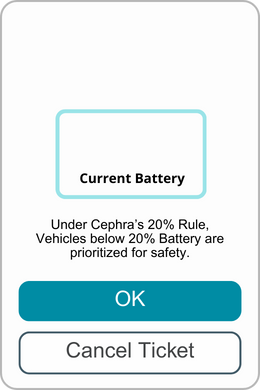 Current Battery
Under Cephra's 20% Rule,
Vehicles below 20% Battery are
prioritized for safety.
OK
Cancel Ticket